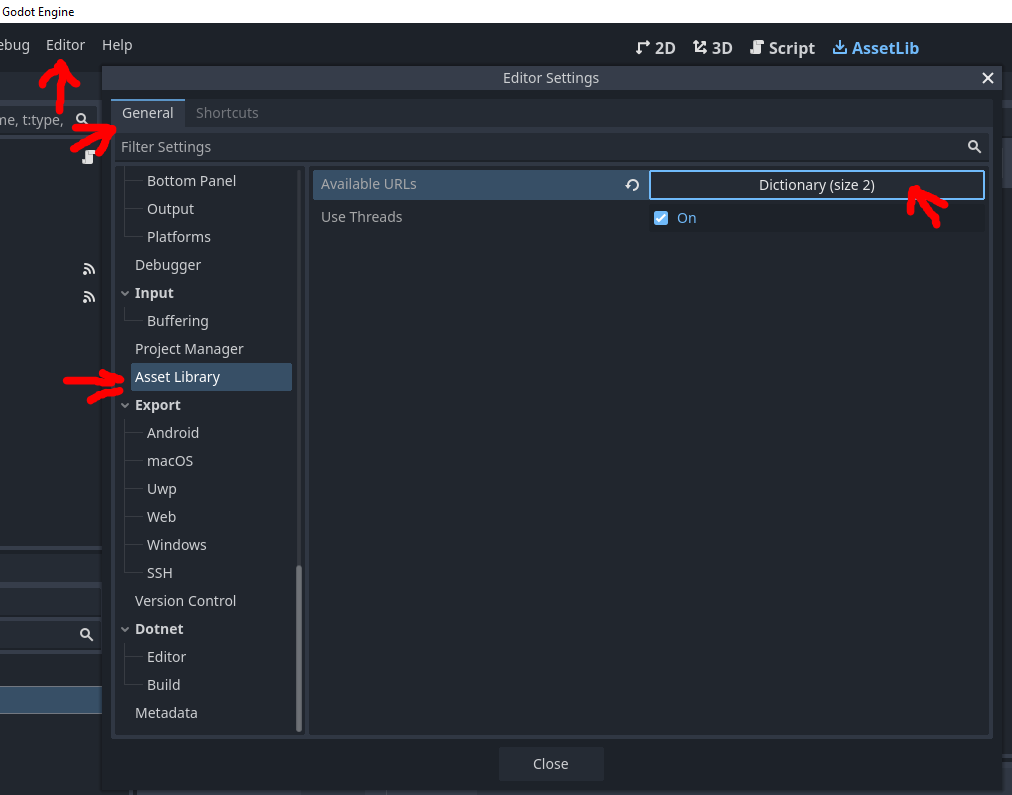 Godot Engine
ebug Editor Help
2D 3D Script AssetLib
Editor Settings
General Shortcuts
me, t:type,
Filter Settings
Bottom Panel
Output
Platforms
Debugger
Input
Buffering
Project Manager
Asset Library
Export
Android
macOS
Uwp
Web
Windows
SSH
Version Control
Dotnet
Editor
Build
Metadata
Available URLs Dictionary (size 2)
Use Threads On
Close